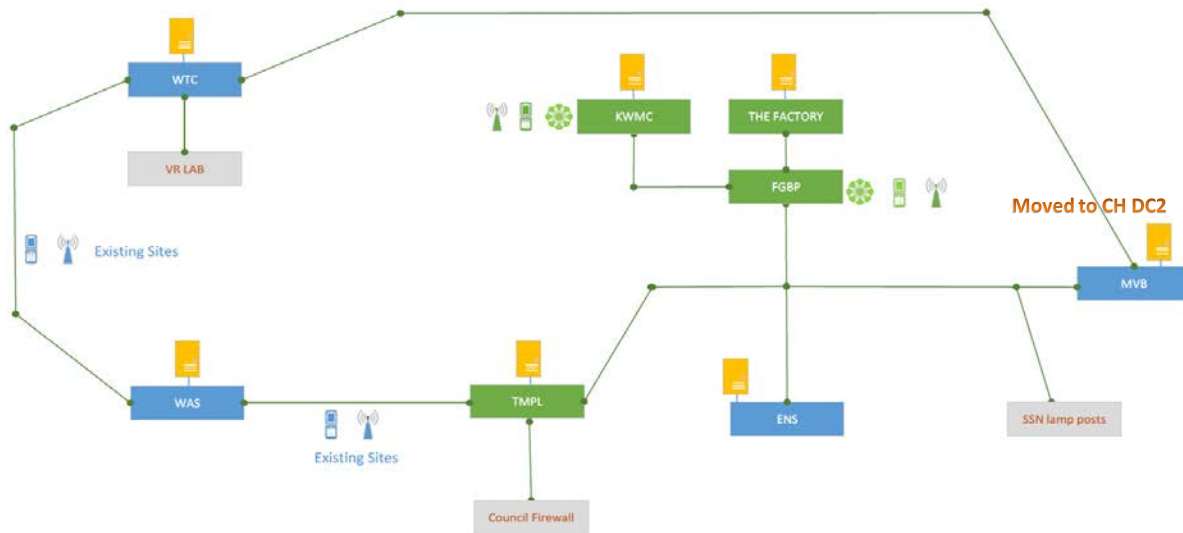 WTC
KWMC
THE FACTORY
VR LAB
FGBP
Moved to CH DC2
Existing Sites
MVB
WAS
TMPL
ENS
SSN lamp posts
Existing Sites
Council Firewall